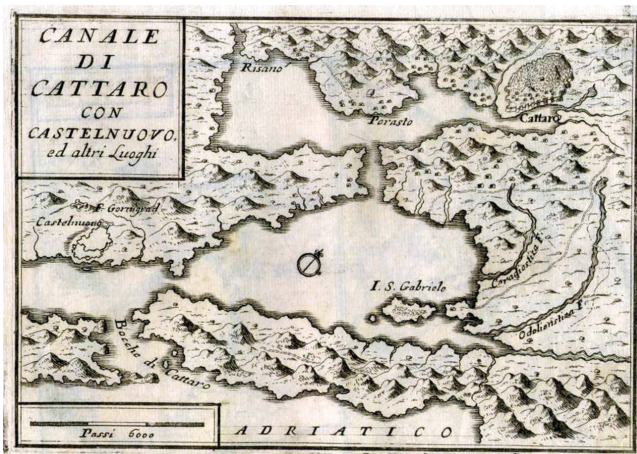 CANALE
DI
CATTARO
CON
CASTELNUOVO,
ed altri Luoghi
Risano
Perasto
Cattaro
F. Gornigrad
Castelnuovo
I. S. Gabriele
Bocche di Cattaro
Passi 6000
ADRIATICO